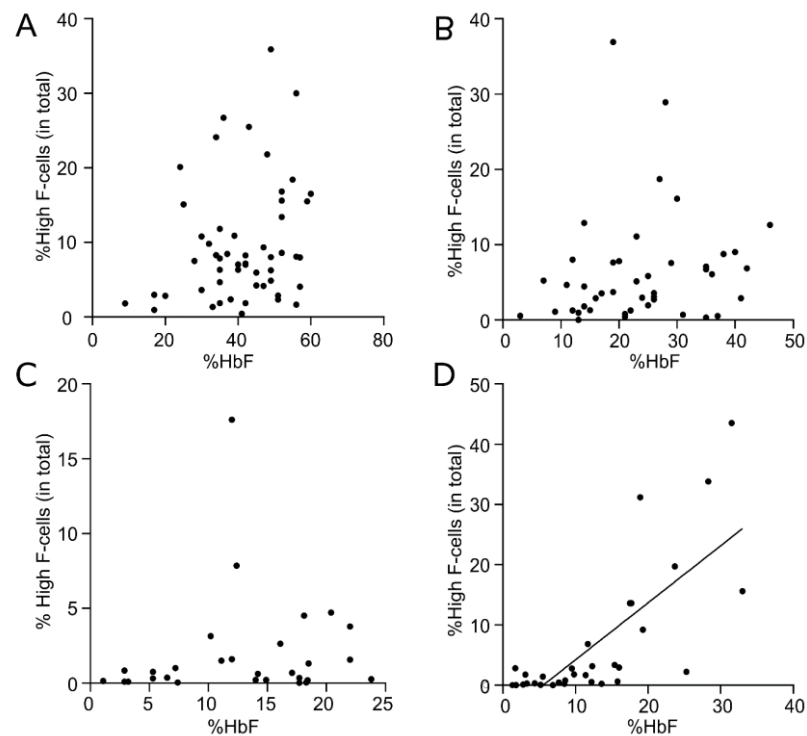 A
40
30
20
10
0
%High F-cells (in total)
0 20 40 60 80
%HbF
B
40
30
20
10
0
%High F-cells (in total)
0 10 20 30 40 50
%HbF
C
20
15
10
5
0
% High F-cells (in total)
0 5 10 15 20 25
%HbF
D
50
40
30
20
10
0
%High F-cells (in total)
0 10 20 30 40
%HbF